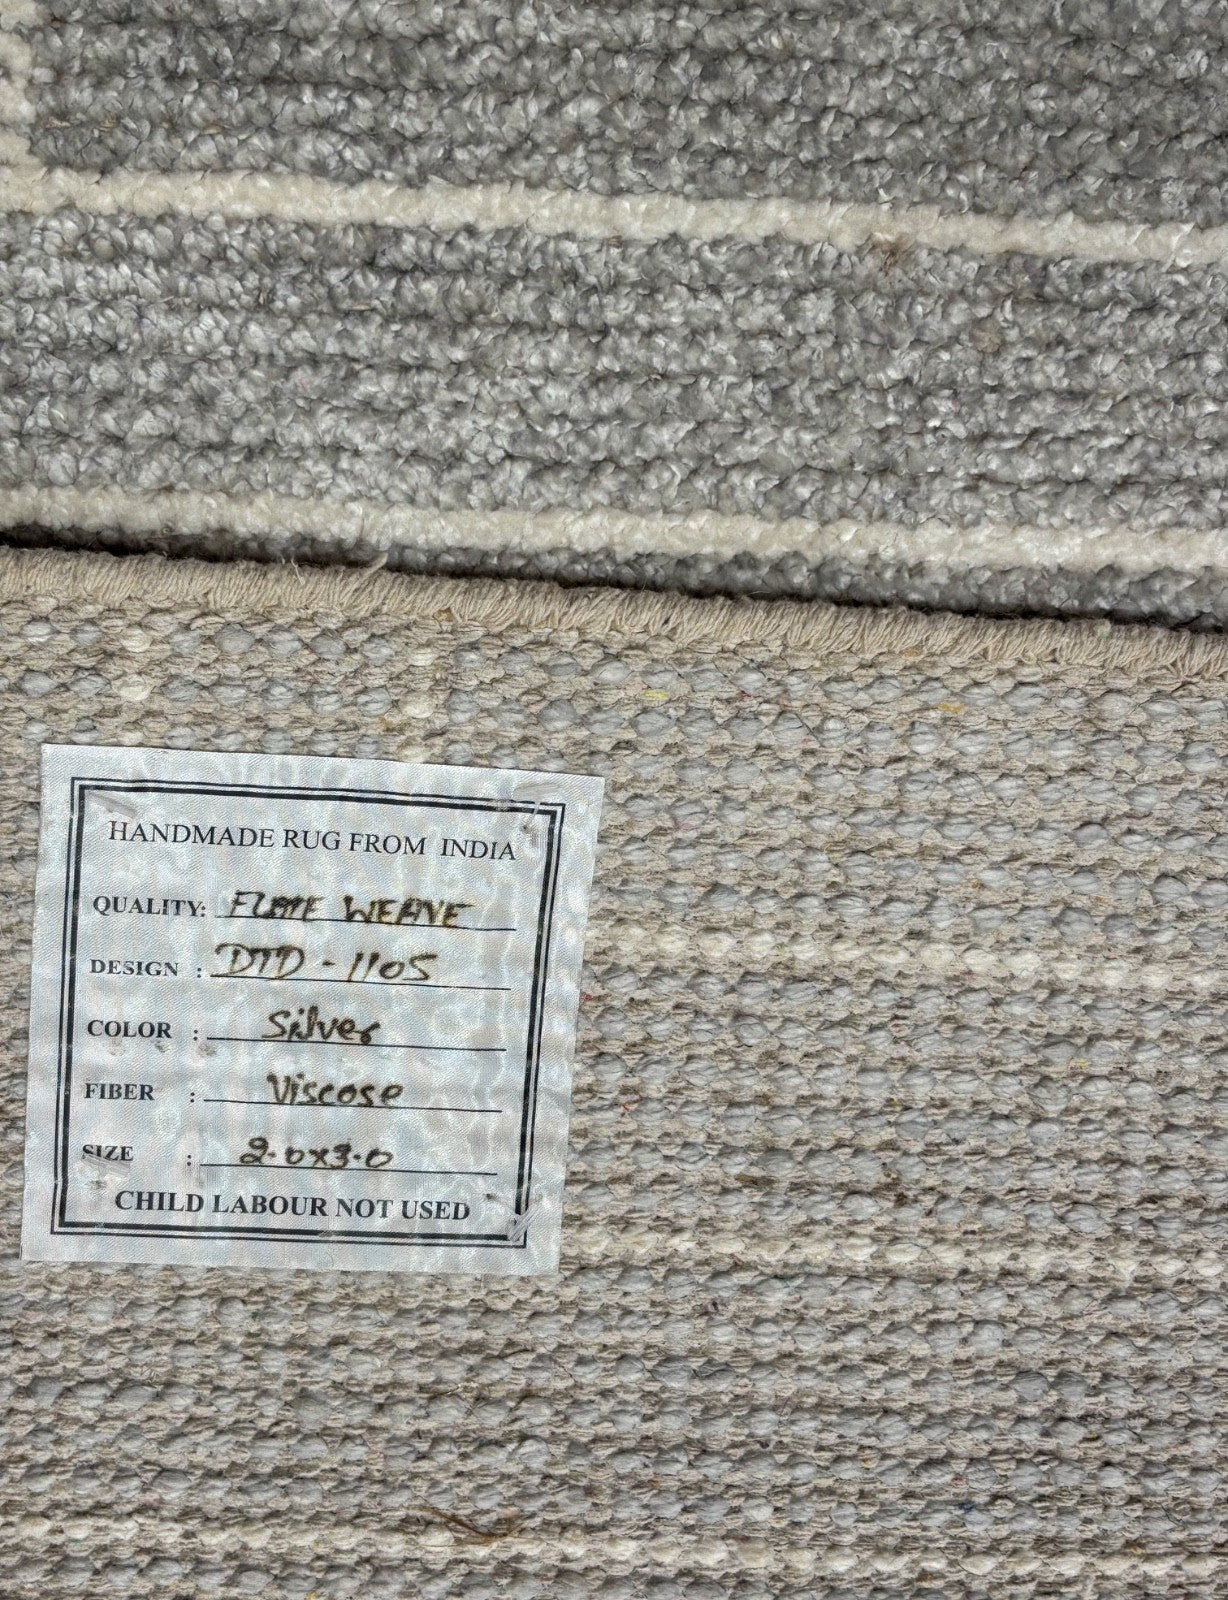 HANDMADE RUG FROM INDIA
QUALITY: WEAVE
DESIGN : DTD - 1105
COLOR : Silver
FIBER : Viscose
SIZE : 2.0x3.0
CHILD LABOUR NOT USED